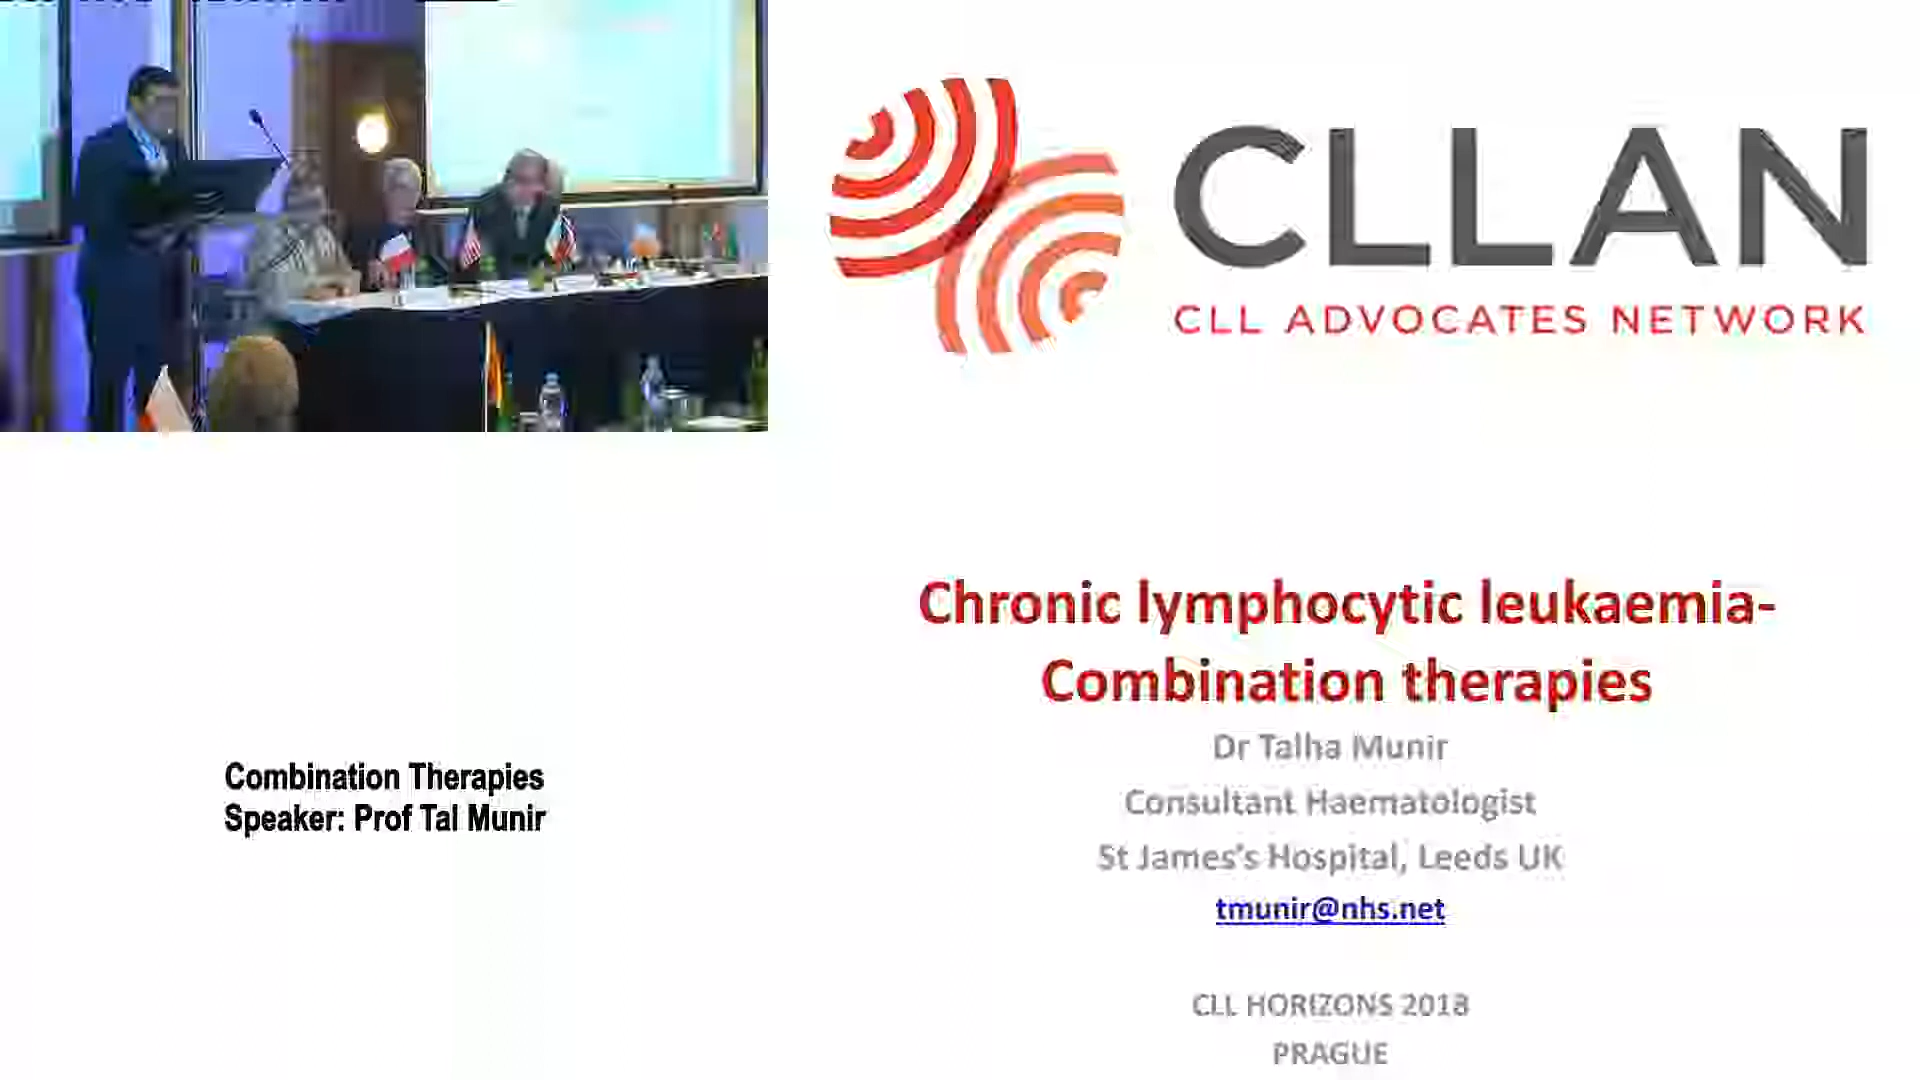 CLLAN
CLL ADVOCATES NETWORK
Chronic lymphocytic leukaemia-
Combination therapies
Dr Talha Munir
Consultant Haematologist
St James's Hospital, Leeds UK
tmunir@nhs.net
CLL HORIZONS 2018
PRAGUE
Combination Therapies
Speaker: Prof Tal Munir